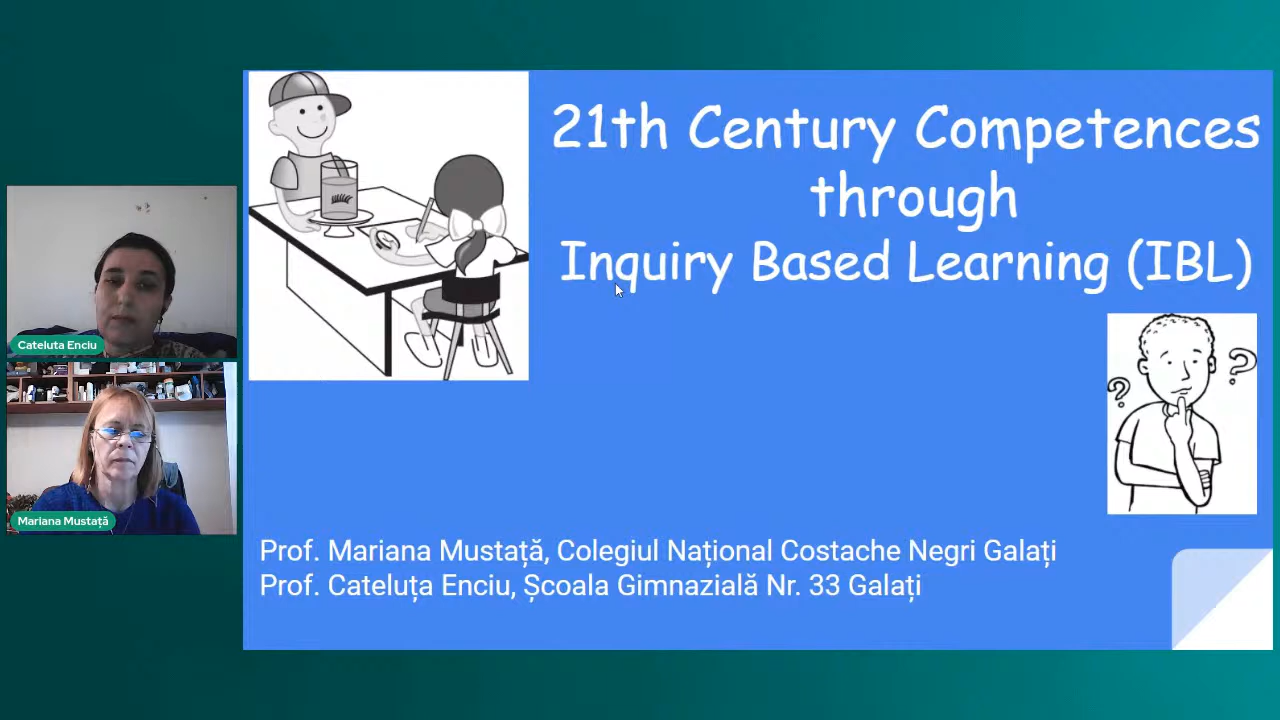 21th Century Competences
through
Inquiry Based Learning (IBL)
?
?
Prof. Mariana Mustață, Colegiul Național Costache Negri Galați
Prof. Cateluța Enciu, Școala Gimnazială Nr. 33 Galați
Cateluta Enciu
Mariana Mustață